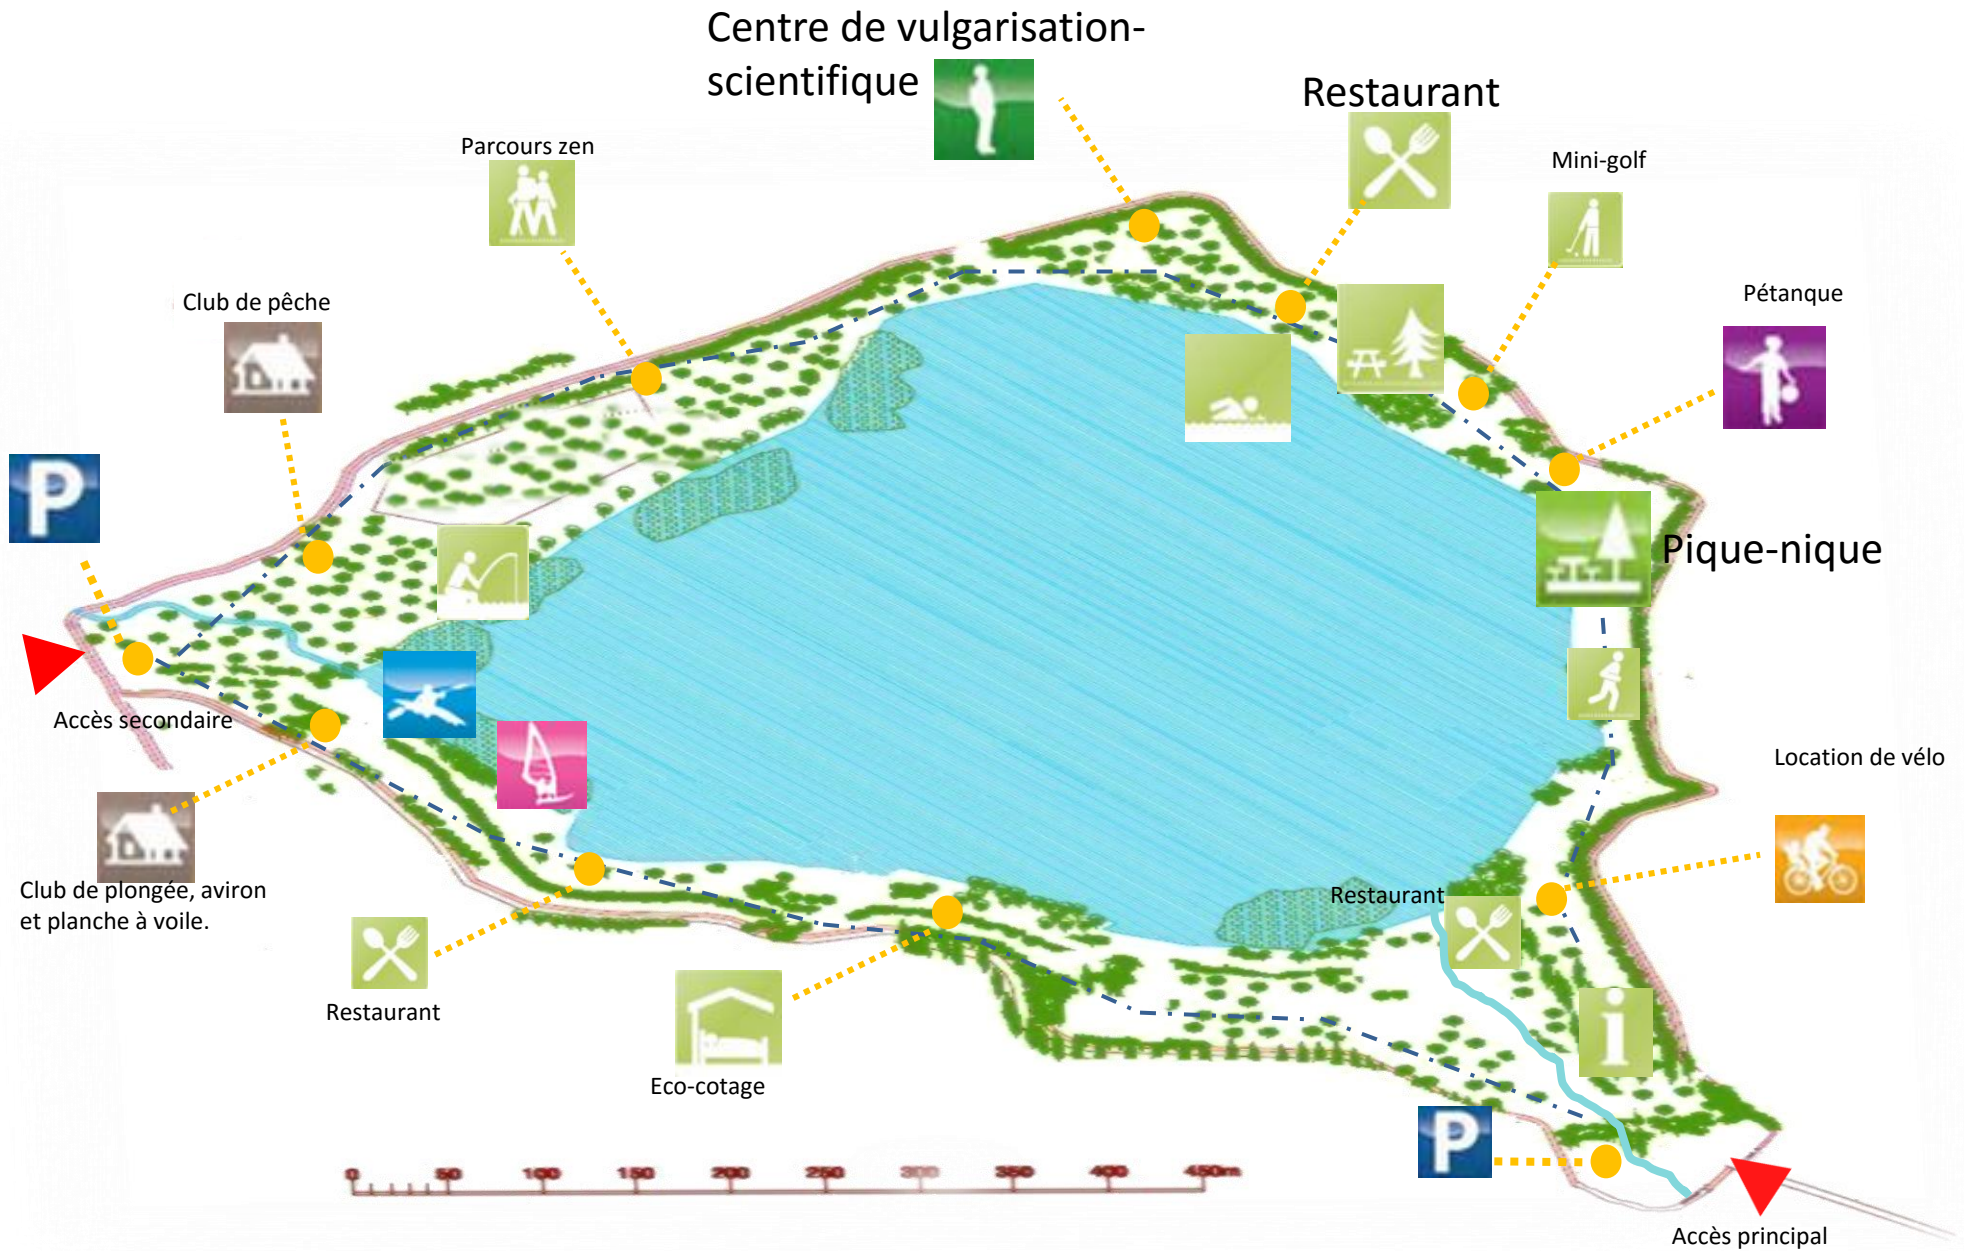 Centre de vulgarisation-
scientifique
Restaurant
Parcours zen
Mini-golf
Club de pêche
Pétanque
P
Pique-nique
Accès secondaire
Location de vélo
Club de plongée, aviron
et planche à voile.
Restaurant
Restaurant
i
Eco-cotage
P
0 50 100 150 200 250 300 350 400 450m
Accès principal